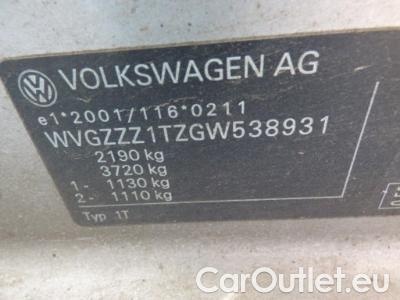 VOLKSWAGEN AG
e1*2001/116*0211
WVGZZZ1TZGW538931
2190 kg
3720 kg
1- 1130 kg
2- 1110 kg
Typ 1T
CarOutlet.eu